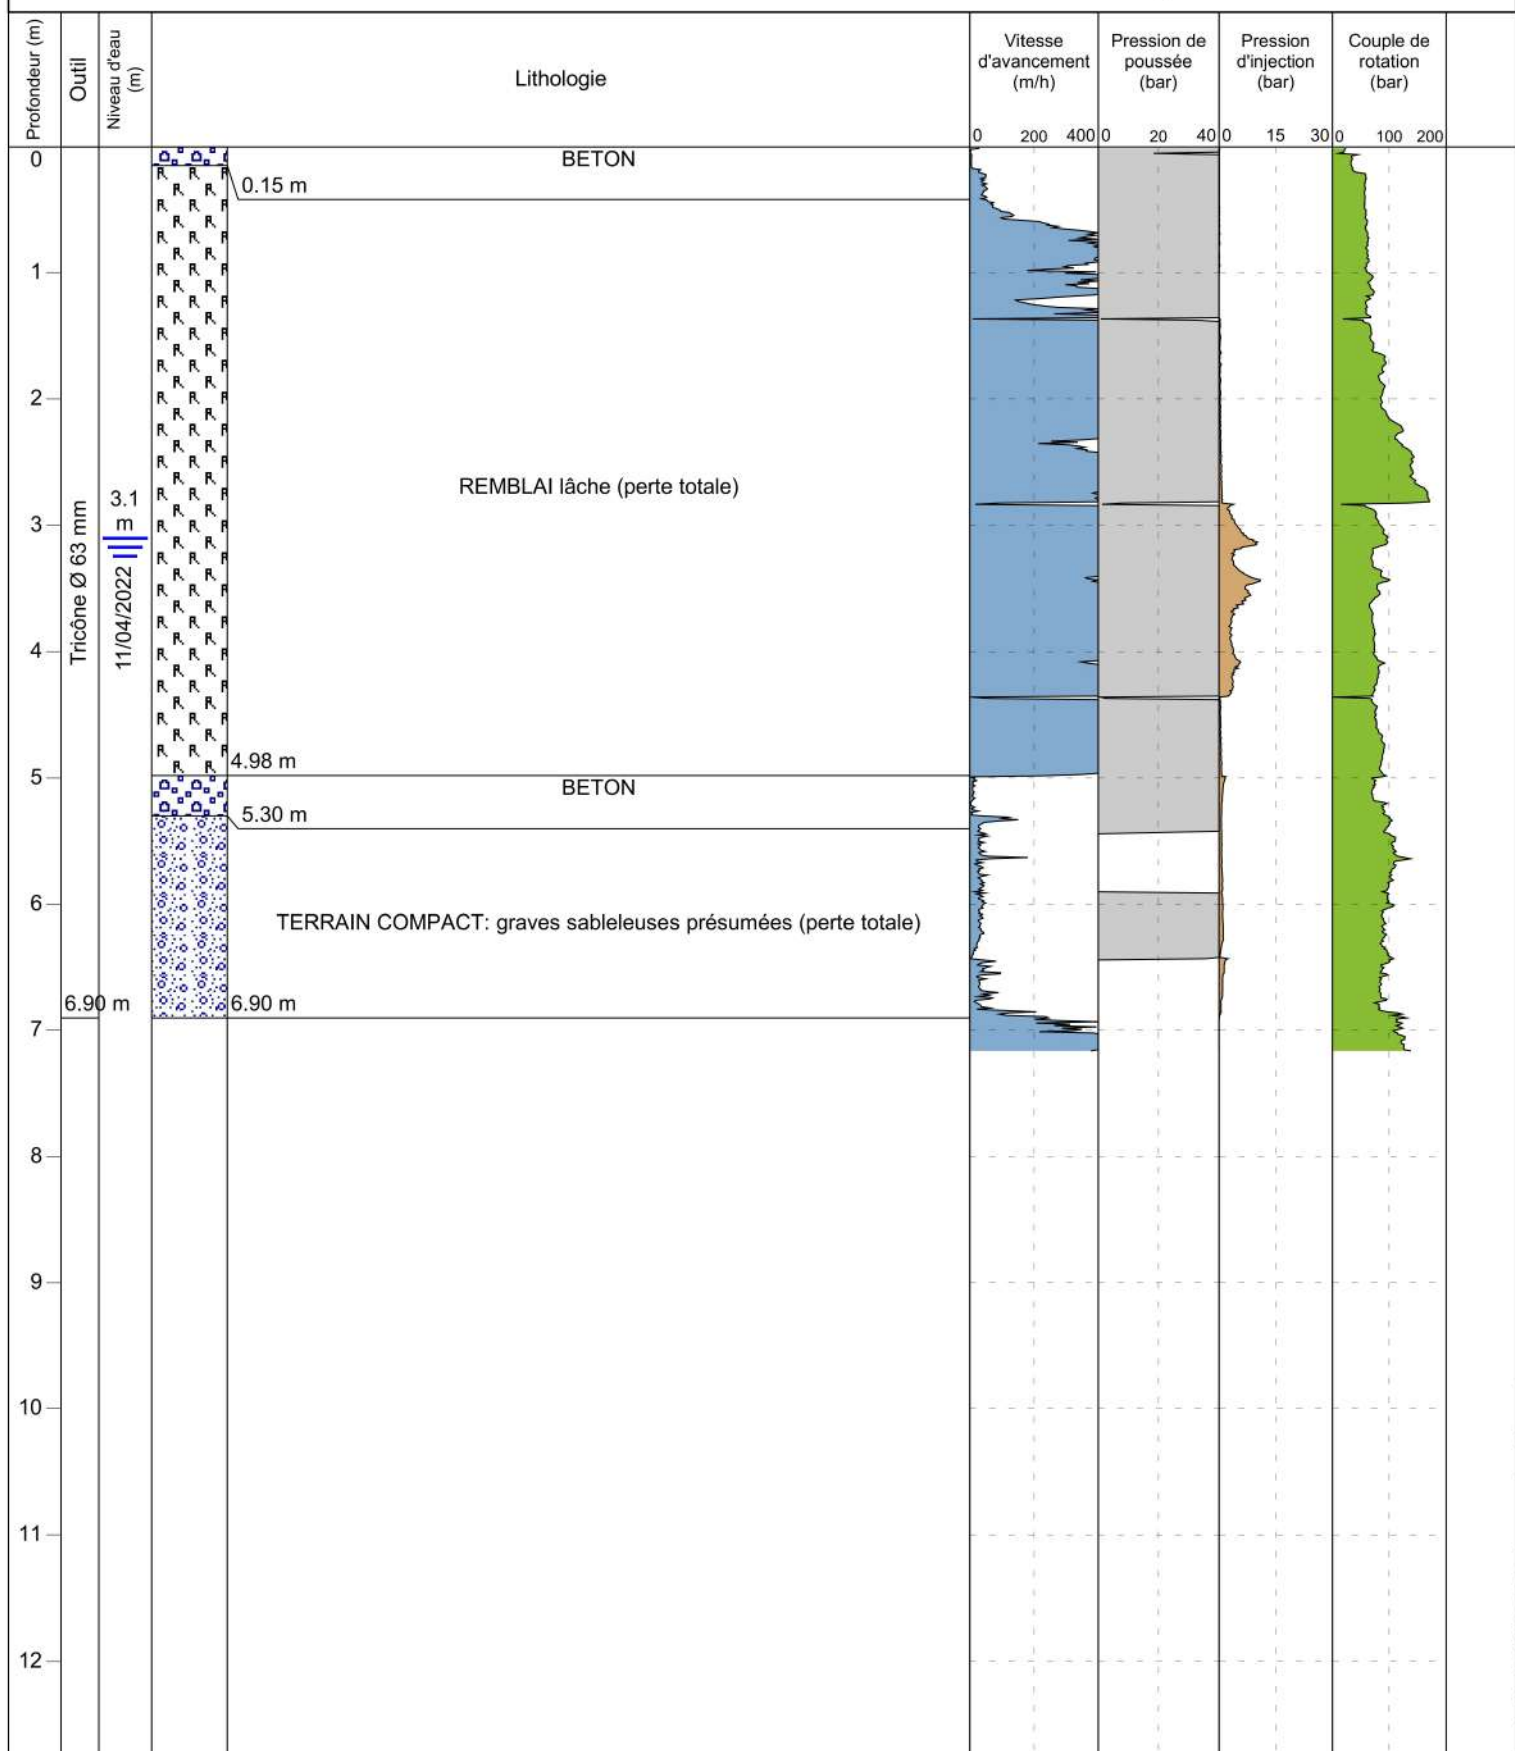 Profondeur (m)
Outil
Niveau d'eau
(m)
Lithologie
Vitesse
d'avancement
(m/h)
Pression de
poussée
(bar)
Pression
d'injection
(bar)
Couple de
rotation
(bar)
0 200 400
0 20 40
0 15 30
0 100 200
0
BETON
0.15 m
1
2
REMBLAI lâche (perte totale)
3.1
m
3
Tricône Ø 63 mm
11/04/2022
4
4.98 m
5
BETON
5.30 m
6
TERRAIN COMPACT: graves sableleuses présumées (perte totale)
6.90 m
6.90 m
7
8
9
10
11
12